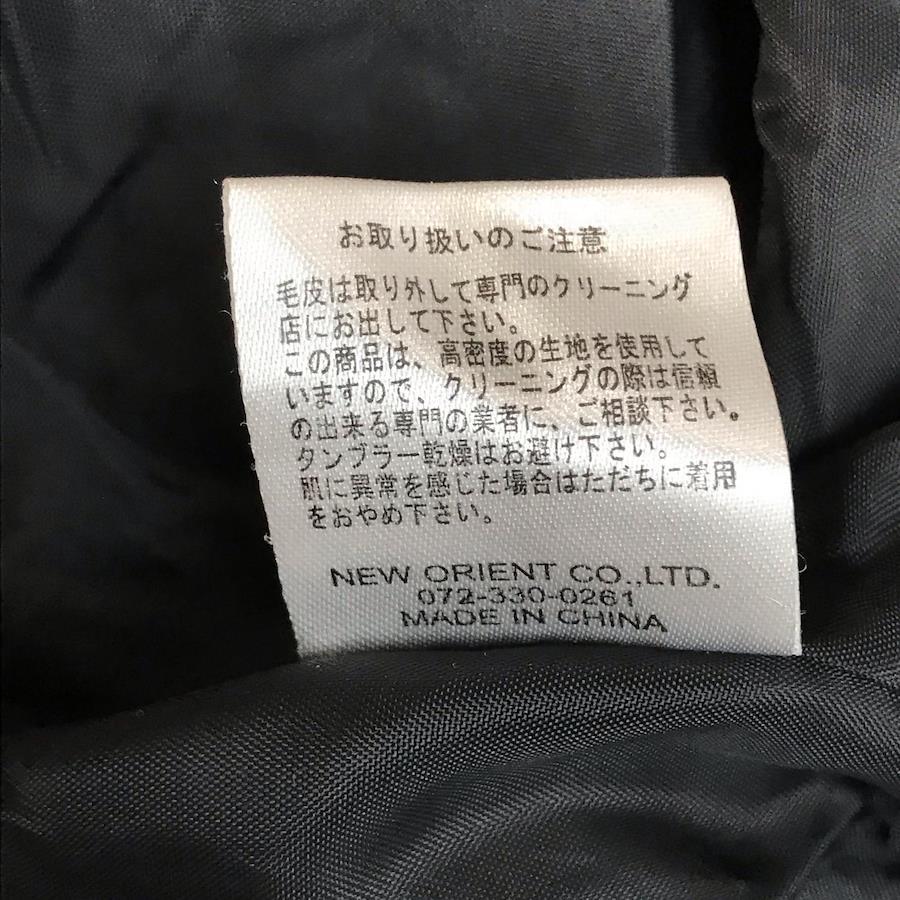 お取り扱いのご注意
毛皮は取り外して専門のクリーニング
店にお出して下さい。
この商品は、高密度の生地を使用して
いますので、クリーニングの際は信頼
の出来る専門の業者に、ご相談下さい。
タンブラー乾燥はお避け下さい。
肌に異常を感じた場合はただちに着用
をおやめ下さい。
NEW ORIENT CO.,LTD.
072-330-0261
MADE IN CHINA